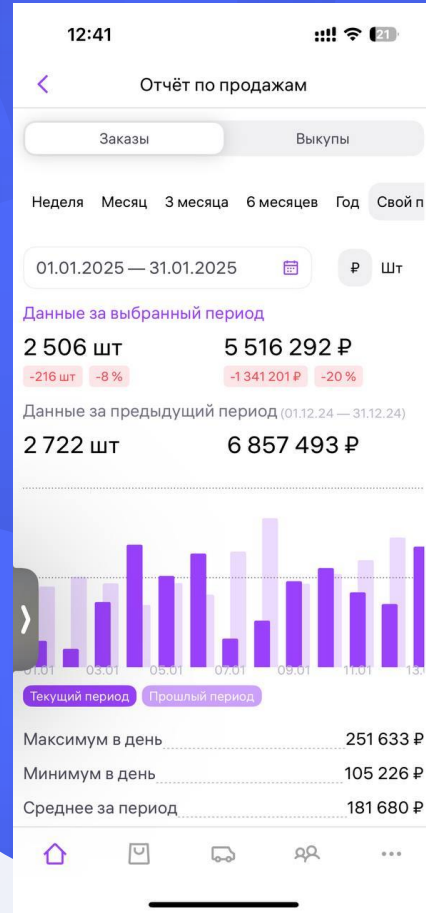 12:41
21
Отчёт по продажам
Заказы Выкупы
Неделя Месяц 3 месяца 6 месяцев Год Свой п
01.01.2025 — 31.01.2025 ₽ Шт
Данные за выбранный период
2 506 шт 5 516 292 ₽
-216 шт -8 % -1 341 201 ₽ -20 %
Данные за предыдущий период (01.12.24 — 31.12.24)
2 722 шт 6 857 493 ₽
01.01 03.01 05.01 07.01 09.01 11.01 13.
Текущий период Прошлый период
Максимум в день 251 633 ₽
Минимум в день 105 226 ₽
Среднее за период 181 680 ₽